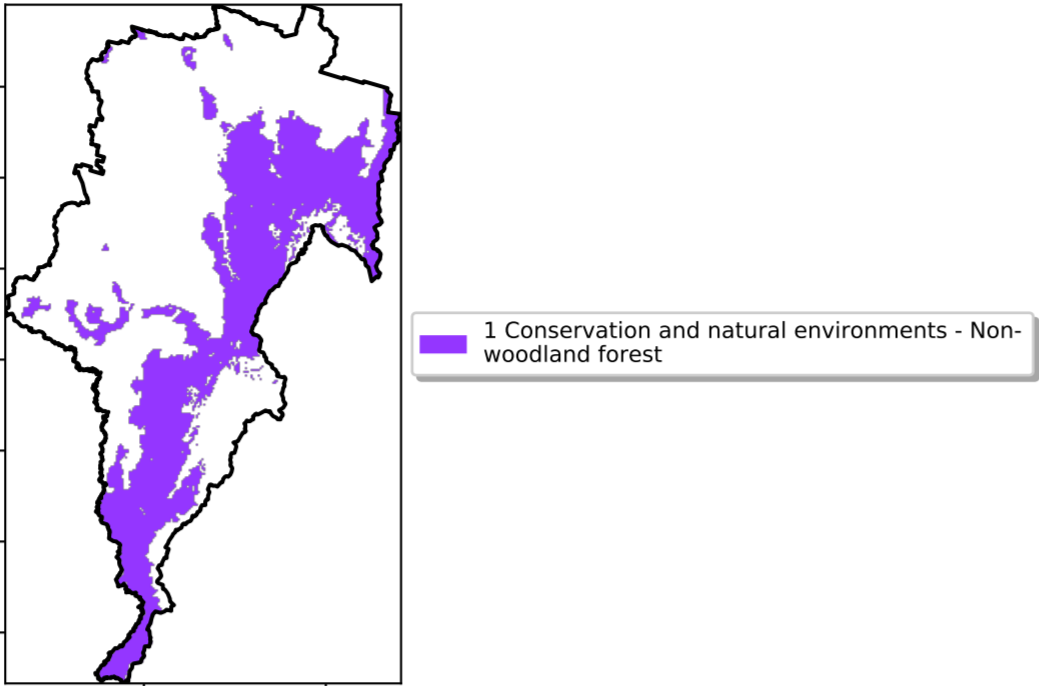 1 Conservation and natural environments - Non-
woodland forest